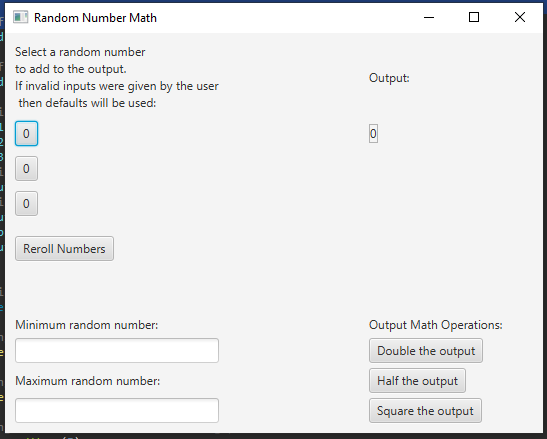 Random Number Math
Select a random number
to add to the output.
If invalid inputs were given by the user
then defaults will be used:
Output:
0
0
0
0
Reroll Numbers
Minimum random number:
Output Math Operations:
Double the output
Maximum random number:
Half the output
Square the output